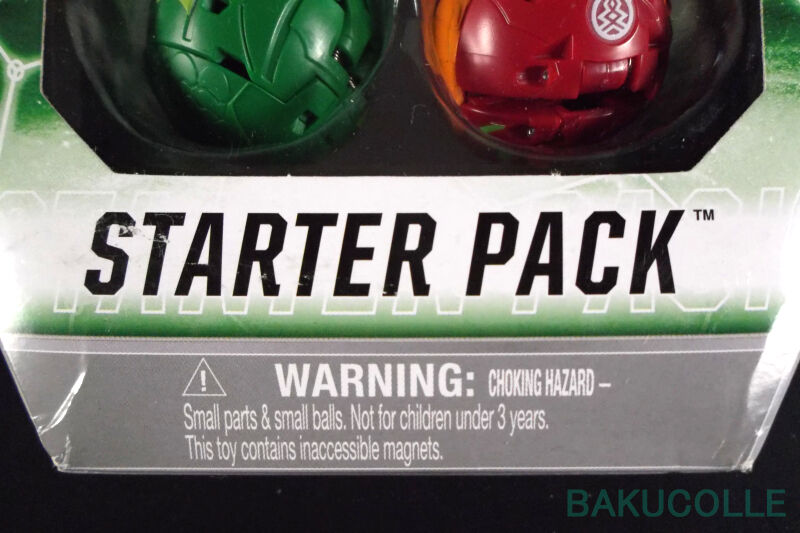 STARTER PACK™
WARNING: CHOKING HAZARD –
Small parts & small balls. Not for children under 3 years.
This toy contains inaccessible magnets.
BAKUCOLLE